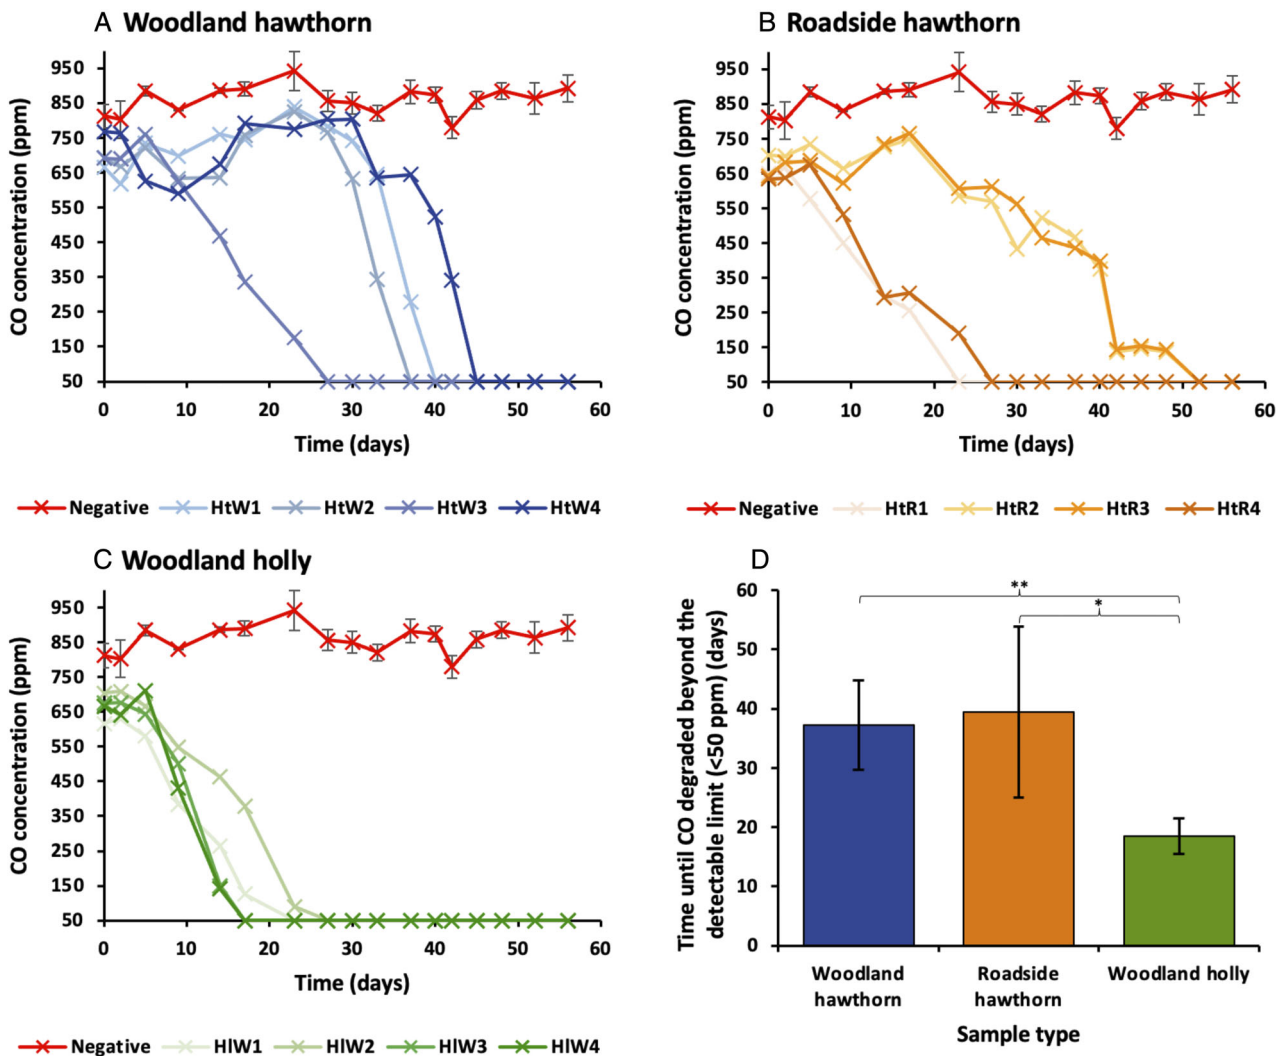 A Woodland hawthorn
CO concentration (ppm)
950
850
750
650
550
450
350
250
150
50
0 10 20 30 40 50 60
Time (days)
Negative HtW1 HtW2 HtW3 HtW4
B Roadside hawthorn
CO concentration (ppm)
950
850
750
650
550
450
350
250
150
50
0 10 20 30 40 50 60
Time (days)
Negative HtR1 HtR2 HtR3 HtR4
C Woodland holly
CO concentration (ppm)
950
850
750
650
550
450
350
250
150
50
0 10 20 30 40 50 60
Time (days)
Negative HlW1 HlW2 HlW3 HlW4
D
Time until CO degraded beyond the
detectable limit (<50 ppm) (days)
60
50
40
30
20
10
0
**
*
Woodland
hawthorn
Roadside
hawthorn
Woodland holly
Sample type